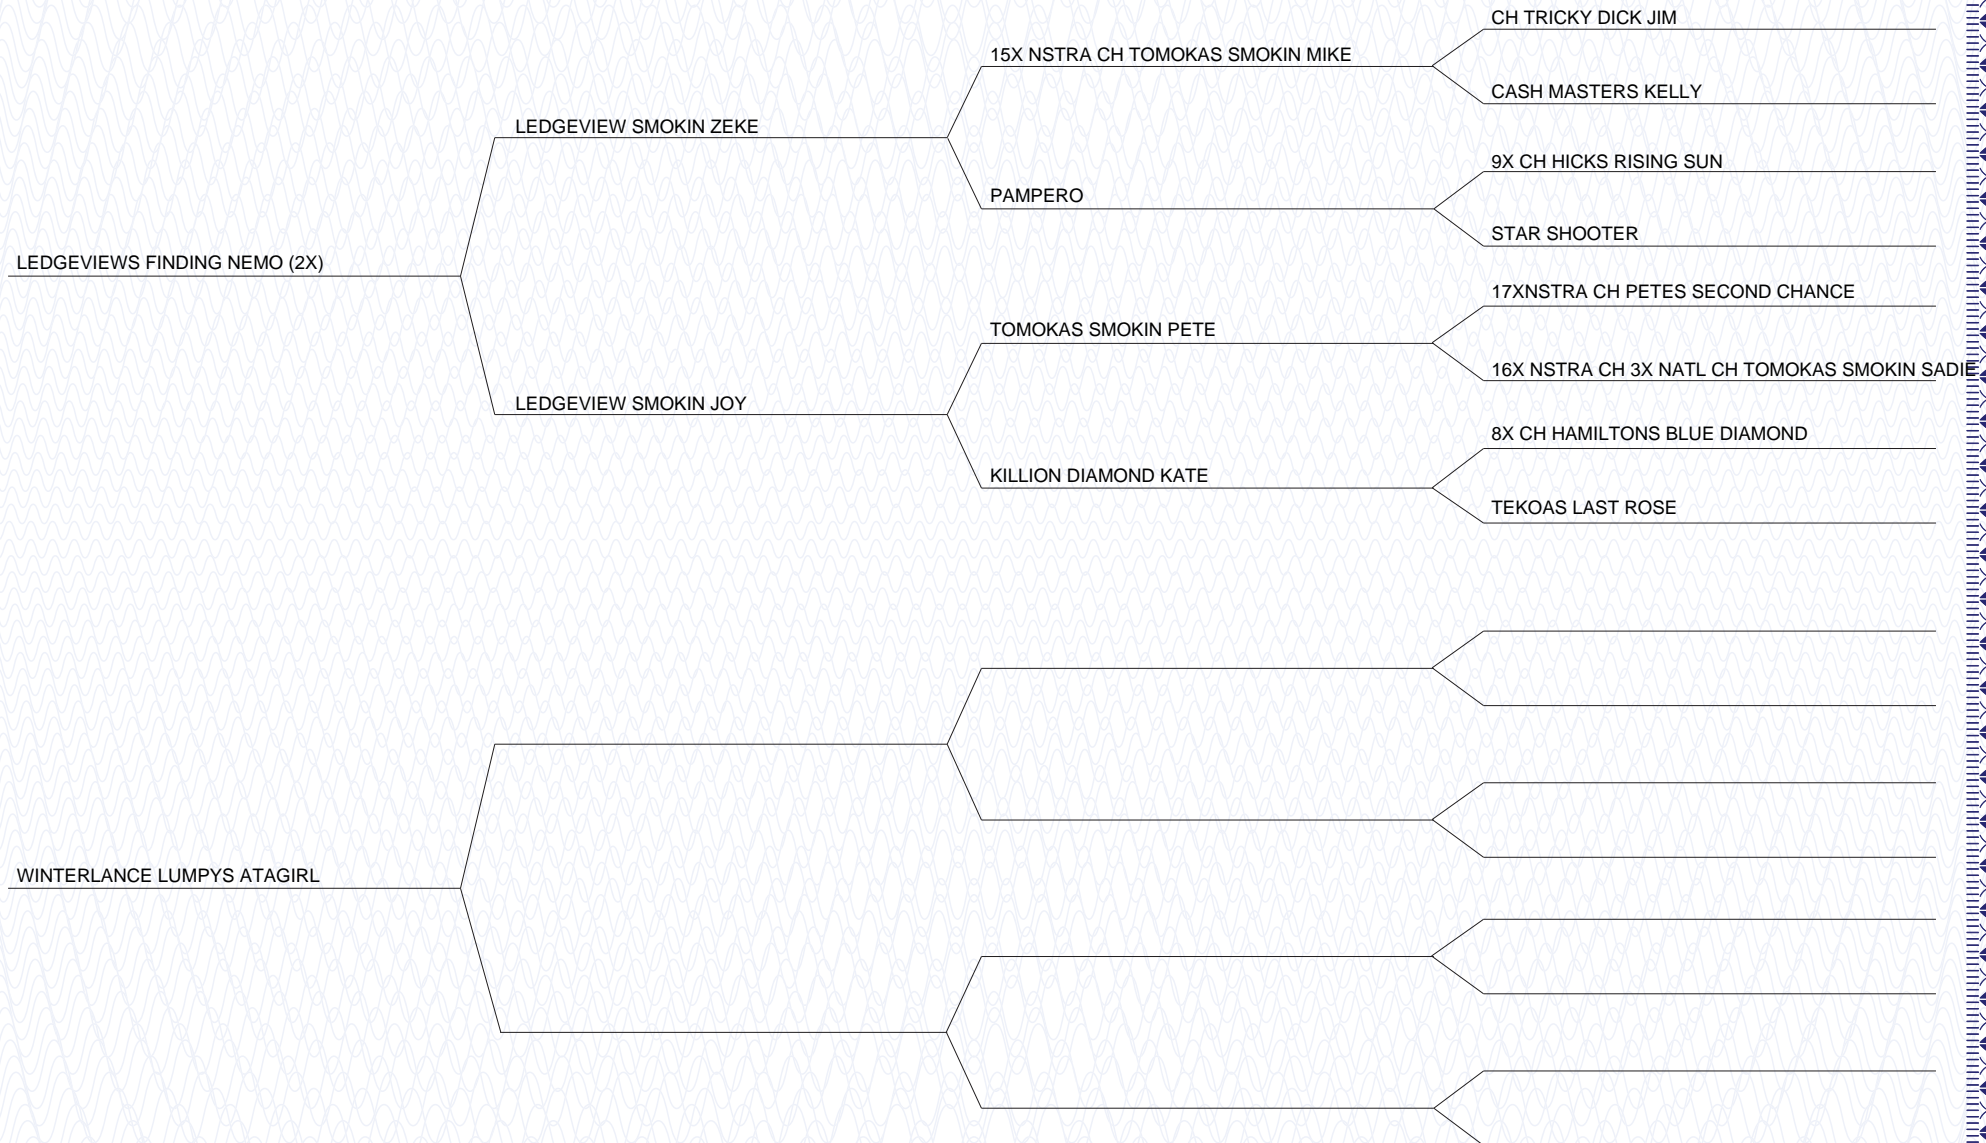 CH TRICKY DICK JIM
15X NSTRA CH TOMOKAS SMOKIN MIKE
CASH MASTERS KELLY
LEDGEVIEW SMOKIN ZEKE
9X CH HICKS RISING SUN
PAMPERO
STAR SHOOTER
LEDGEVIEWS FINDING NEMO (2X)
17XNSTRA CH PETES SECOND CHANCE
TOMOKAS SMOKIN PETE
16X NSTRA CH 3X NATL CH TOMOKAS SMOKIN SADIE
LEDGEVIEW SMOKIN JOY
8X CH HAMILTONS BLUE DIAMOND
KILLION DIAMOND KATE
TEKOAS LAST ROSE
WINTERLANCE LUMPYS ATAGIRL